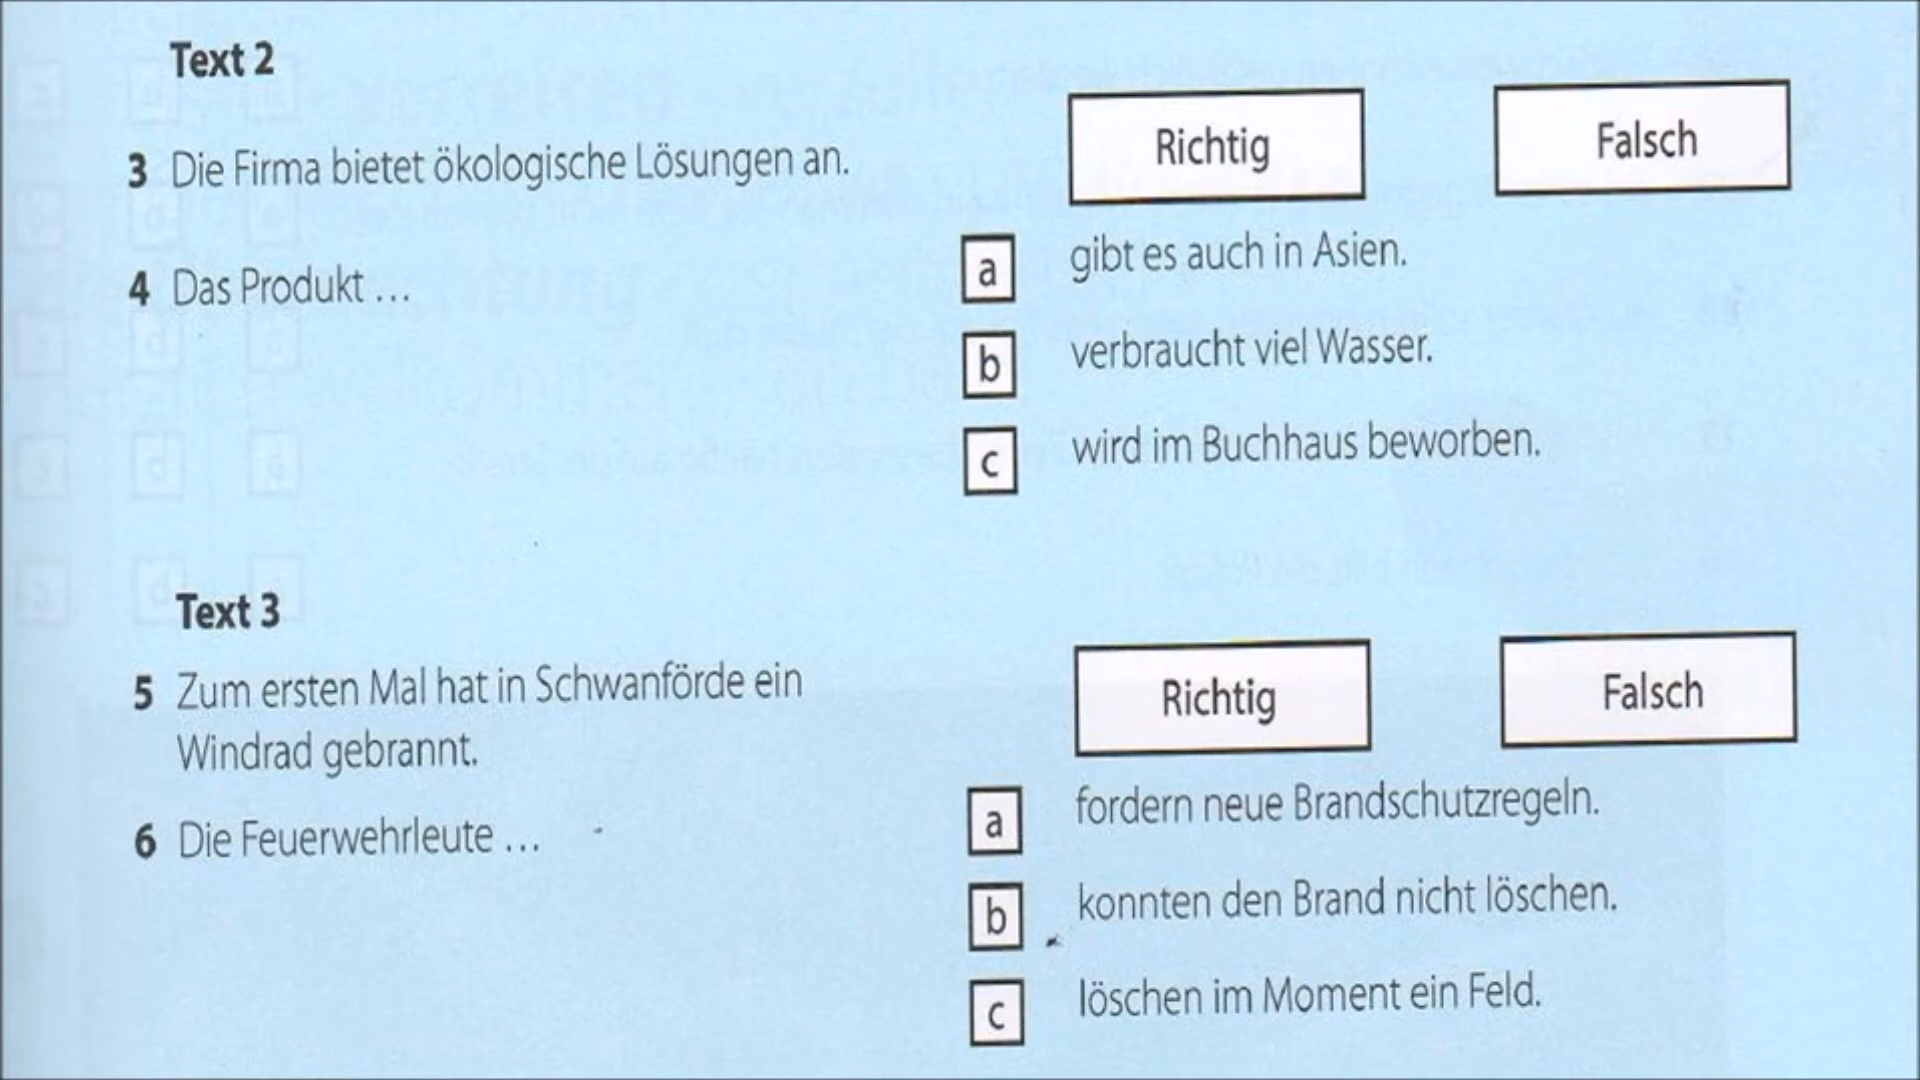 Text 2
3 Die Firma bietet ökologische Lösungen an.
Richtig
Falsch
4 Das Produkt ...
a gibt es auch in Asien.
b verbraucht viel Wasser.
c wird im Buchhaus beworben.
Text 3
5 Zum ersten Mal hat in Schwanförde ein
Windrad gebrannt.
Richtig
Falsch
6 Die Feuerwehrleute ...
a fordern neue Brandschutzregeln.
b konnten den Brand nicht löschen.
c löschen im Moment ein Feld.